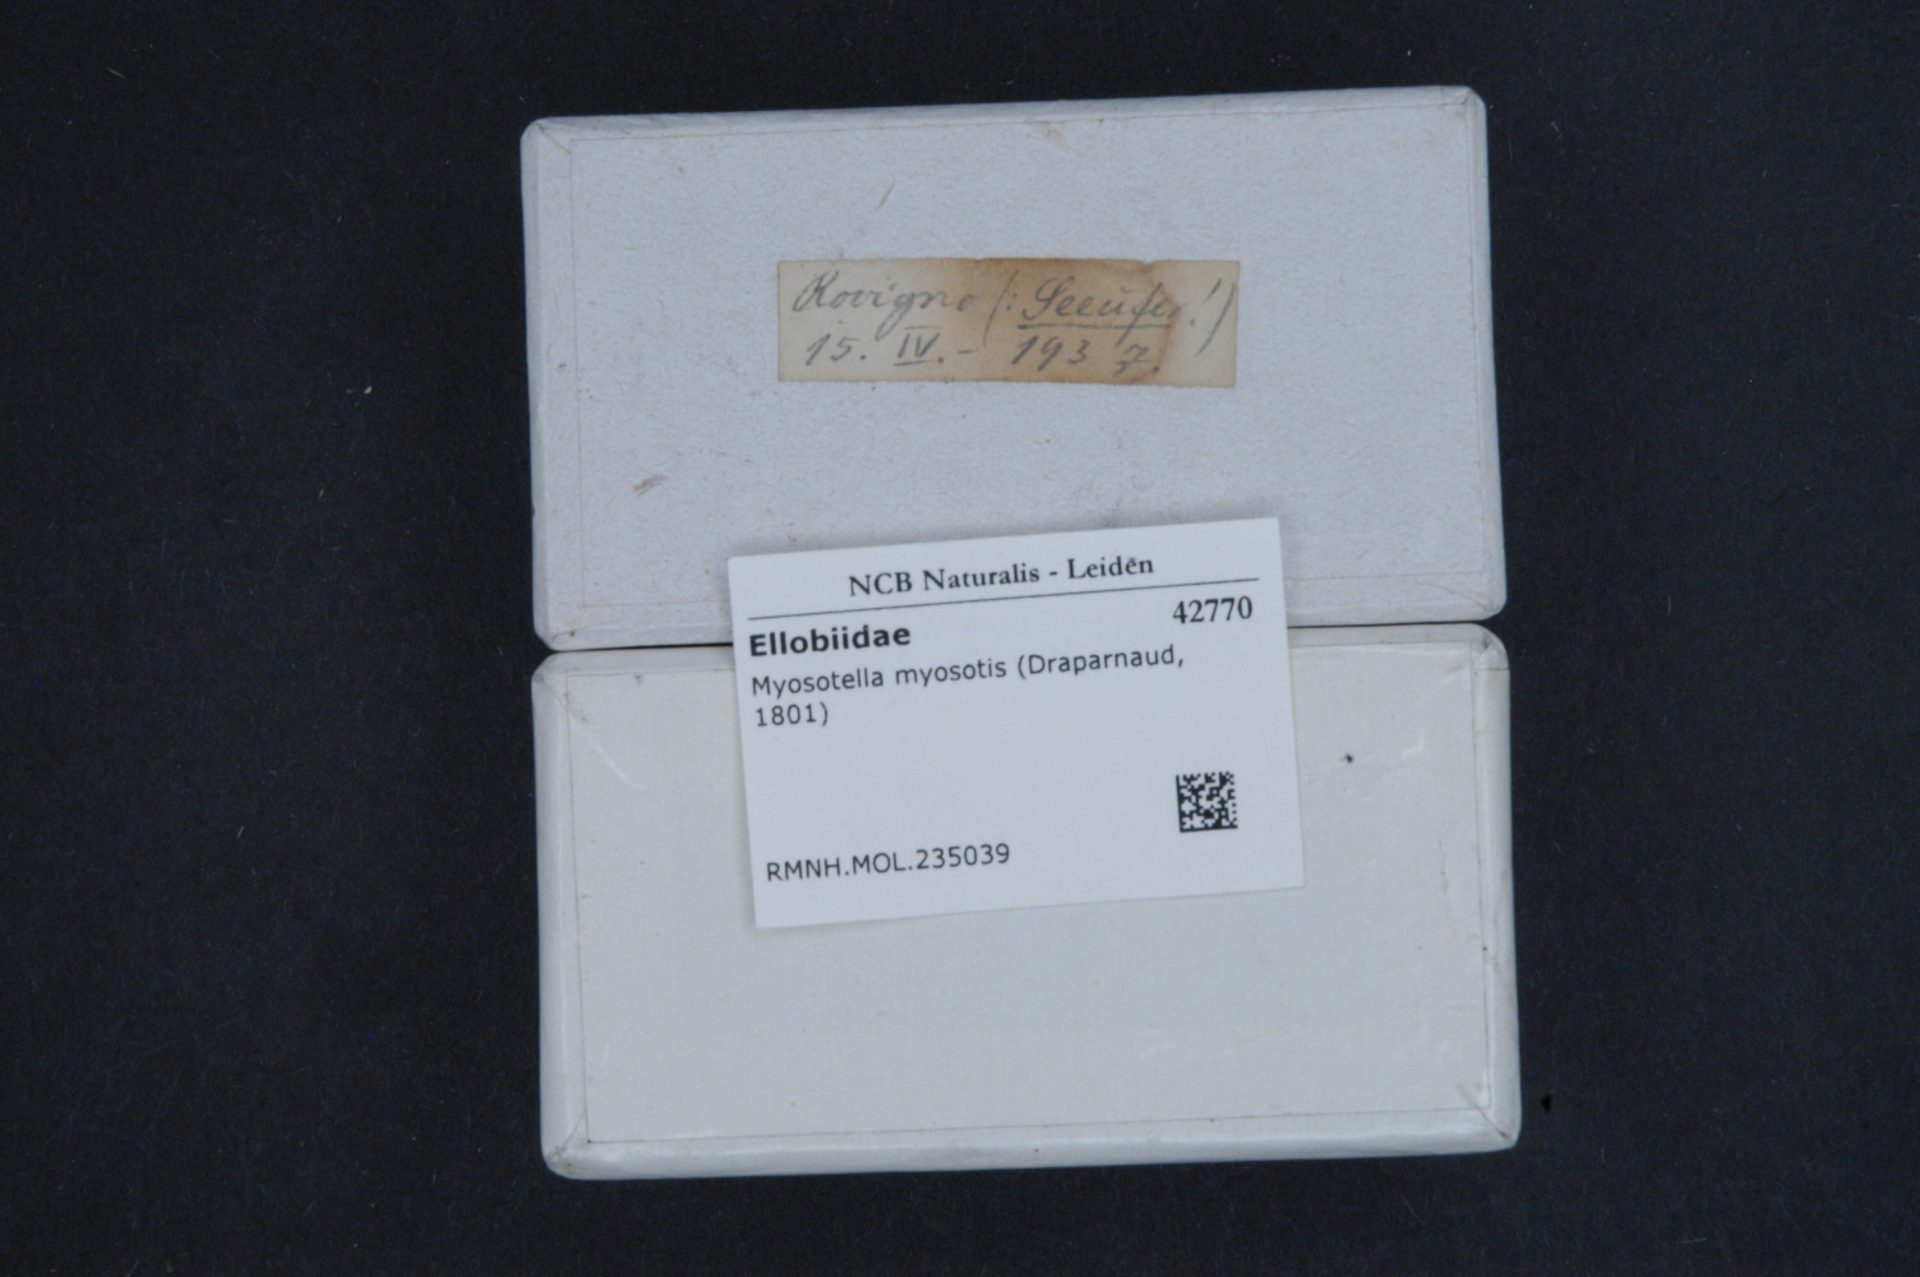 Rovigno (: Seeufer!)
15. IV. - 1937.
NCB Naturalis - Leiden
42770
Ellobiidae
Myosotella myosotis (Draparnaud,
1801)
RMNH.MOL.235039